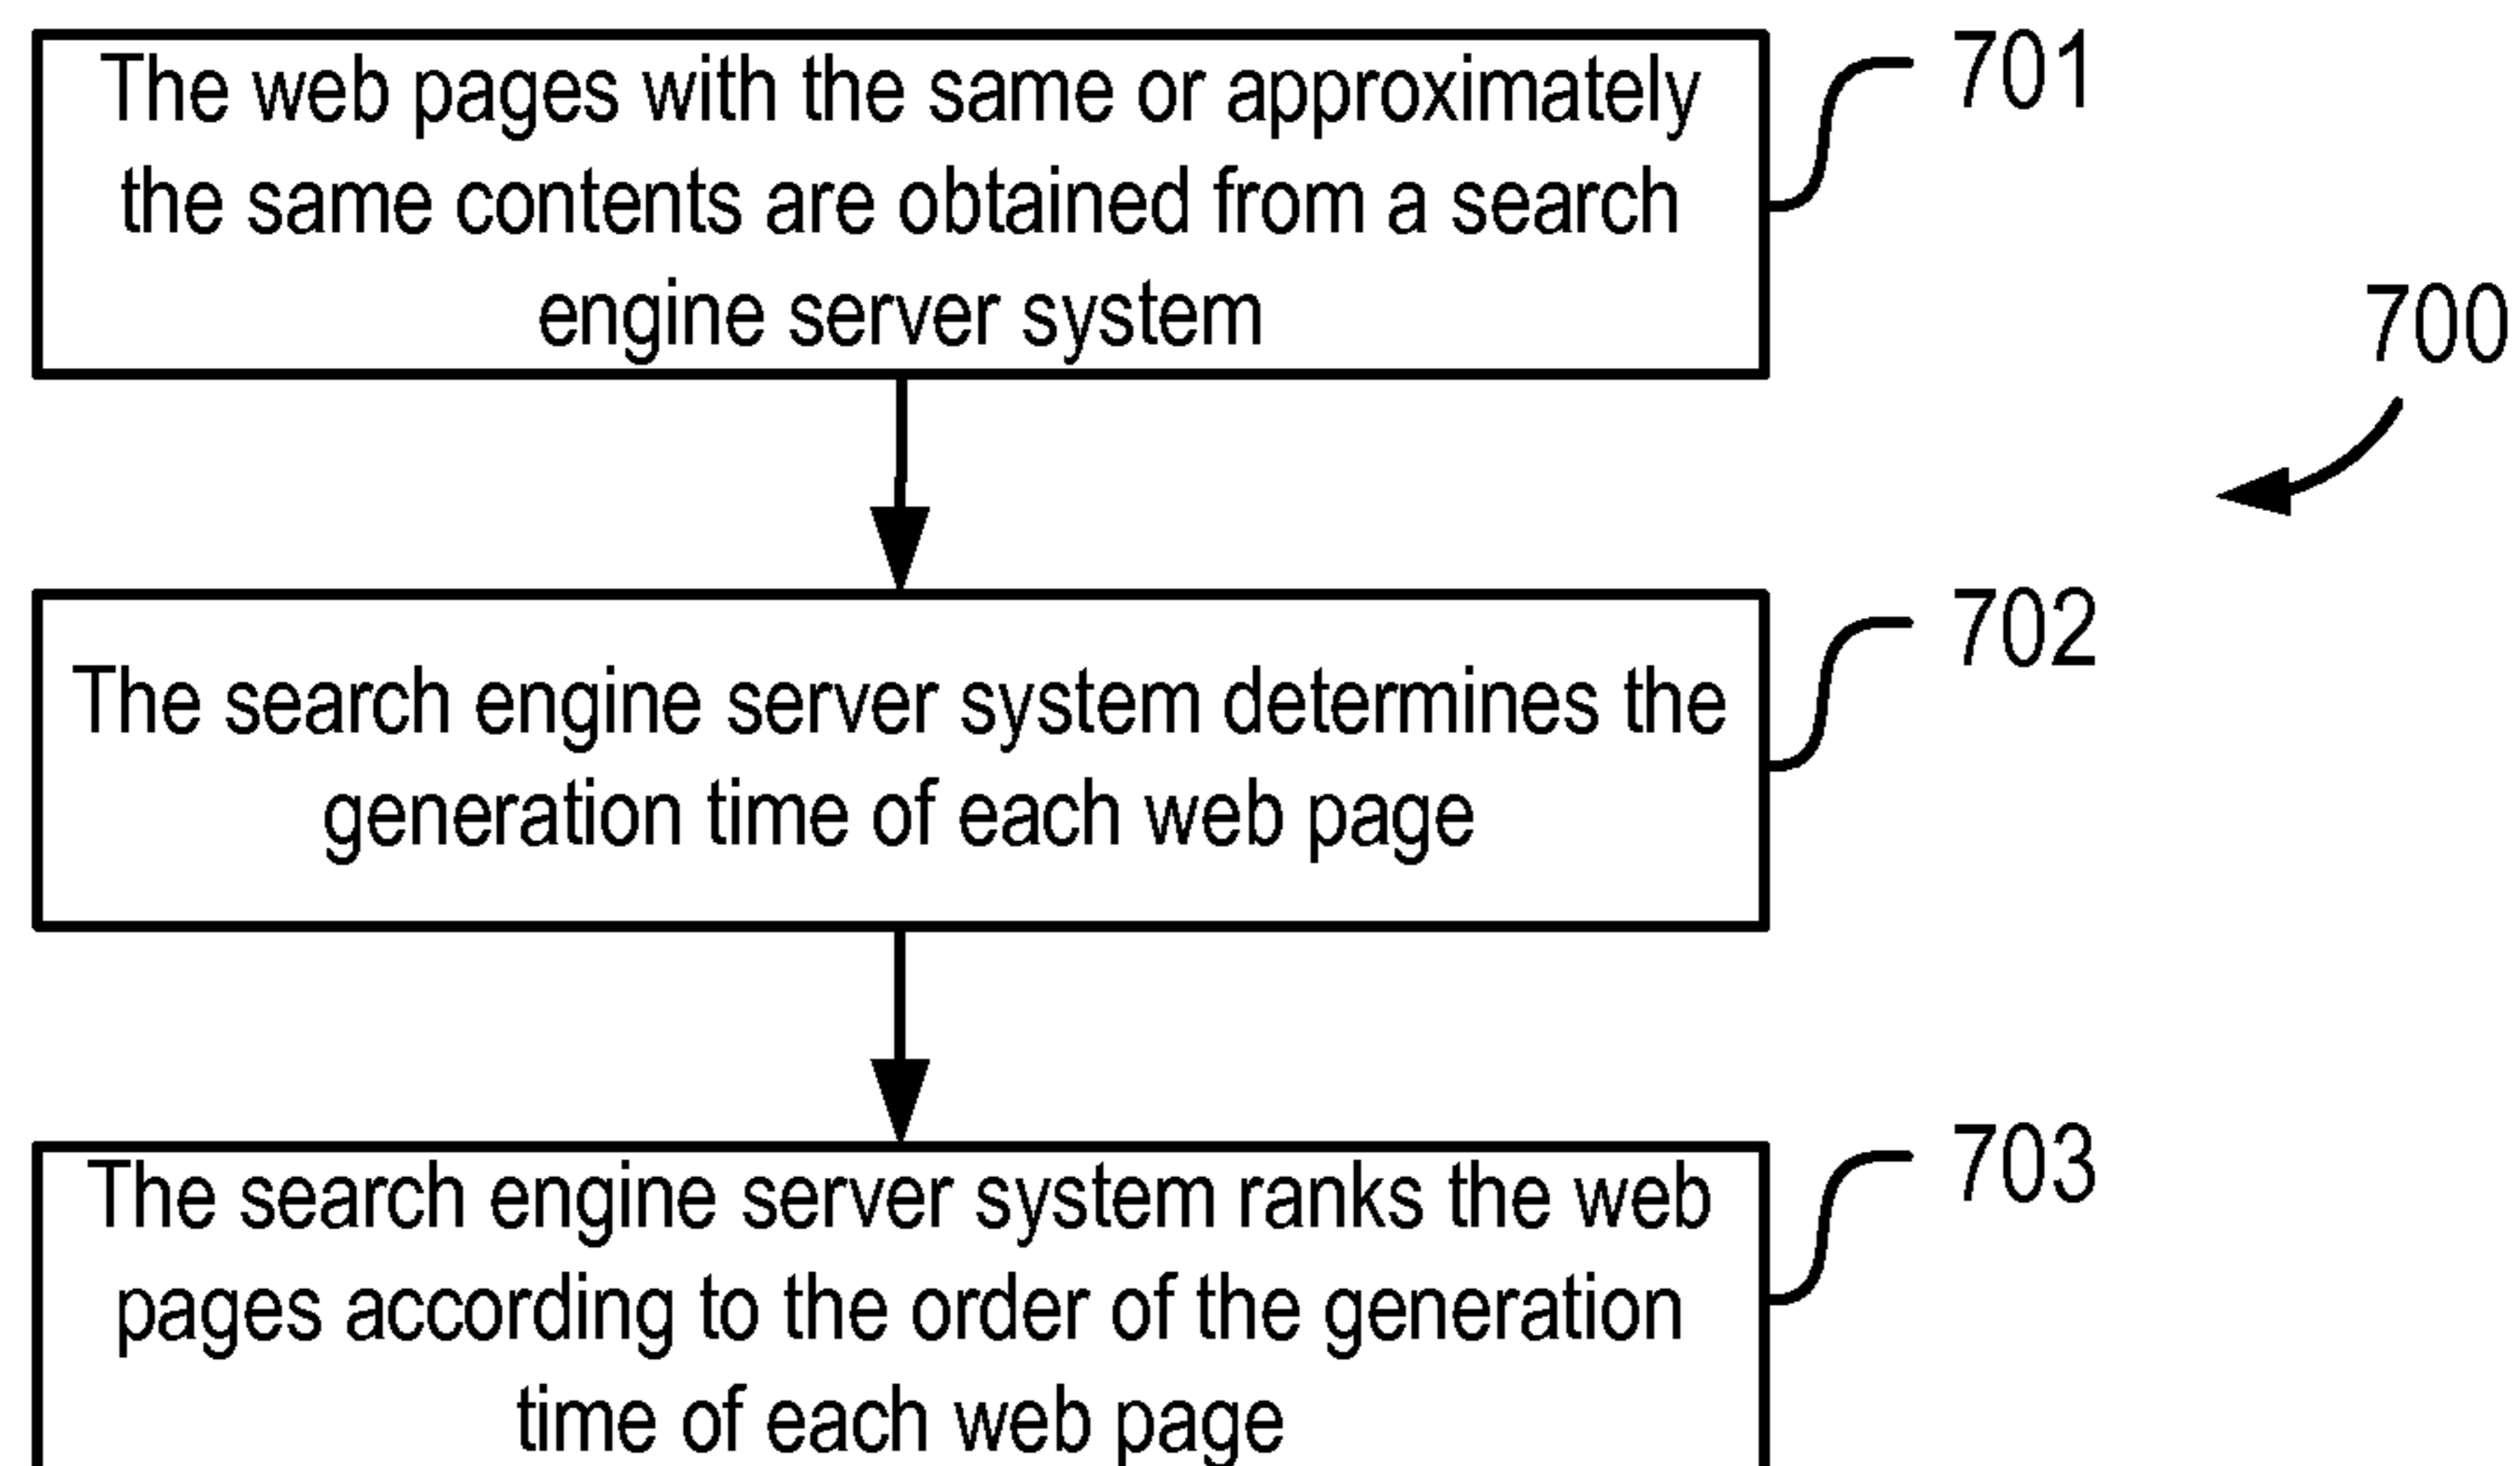 The web pages with the same or approximately
the same contents are obtained from a search
engine server system
701
700
The search engine server system determines the
generation time of each web page
702
The search engine server system ranks the web
pages according to the order of the generation
time of each web page
703